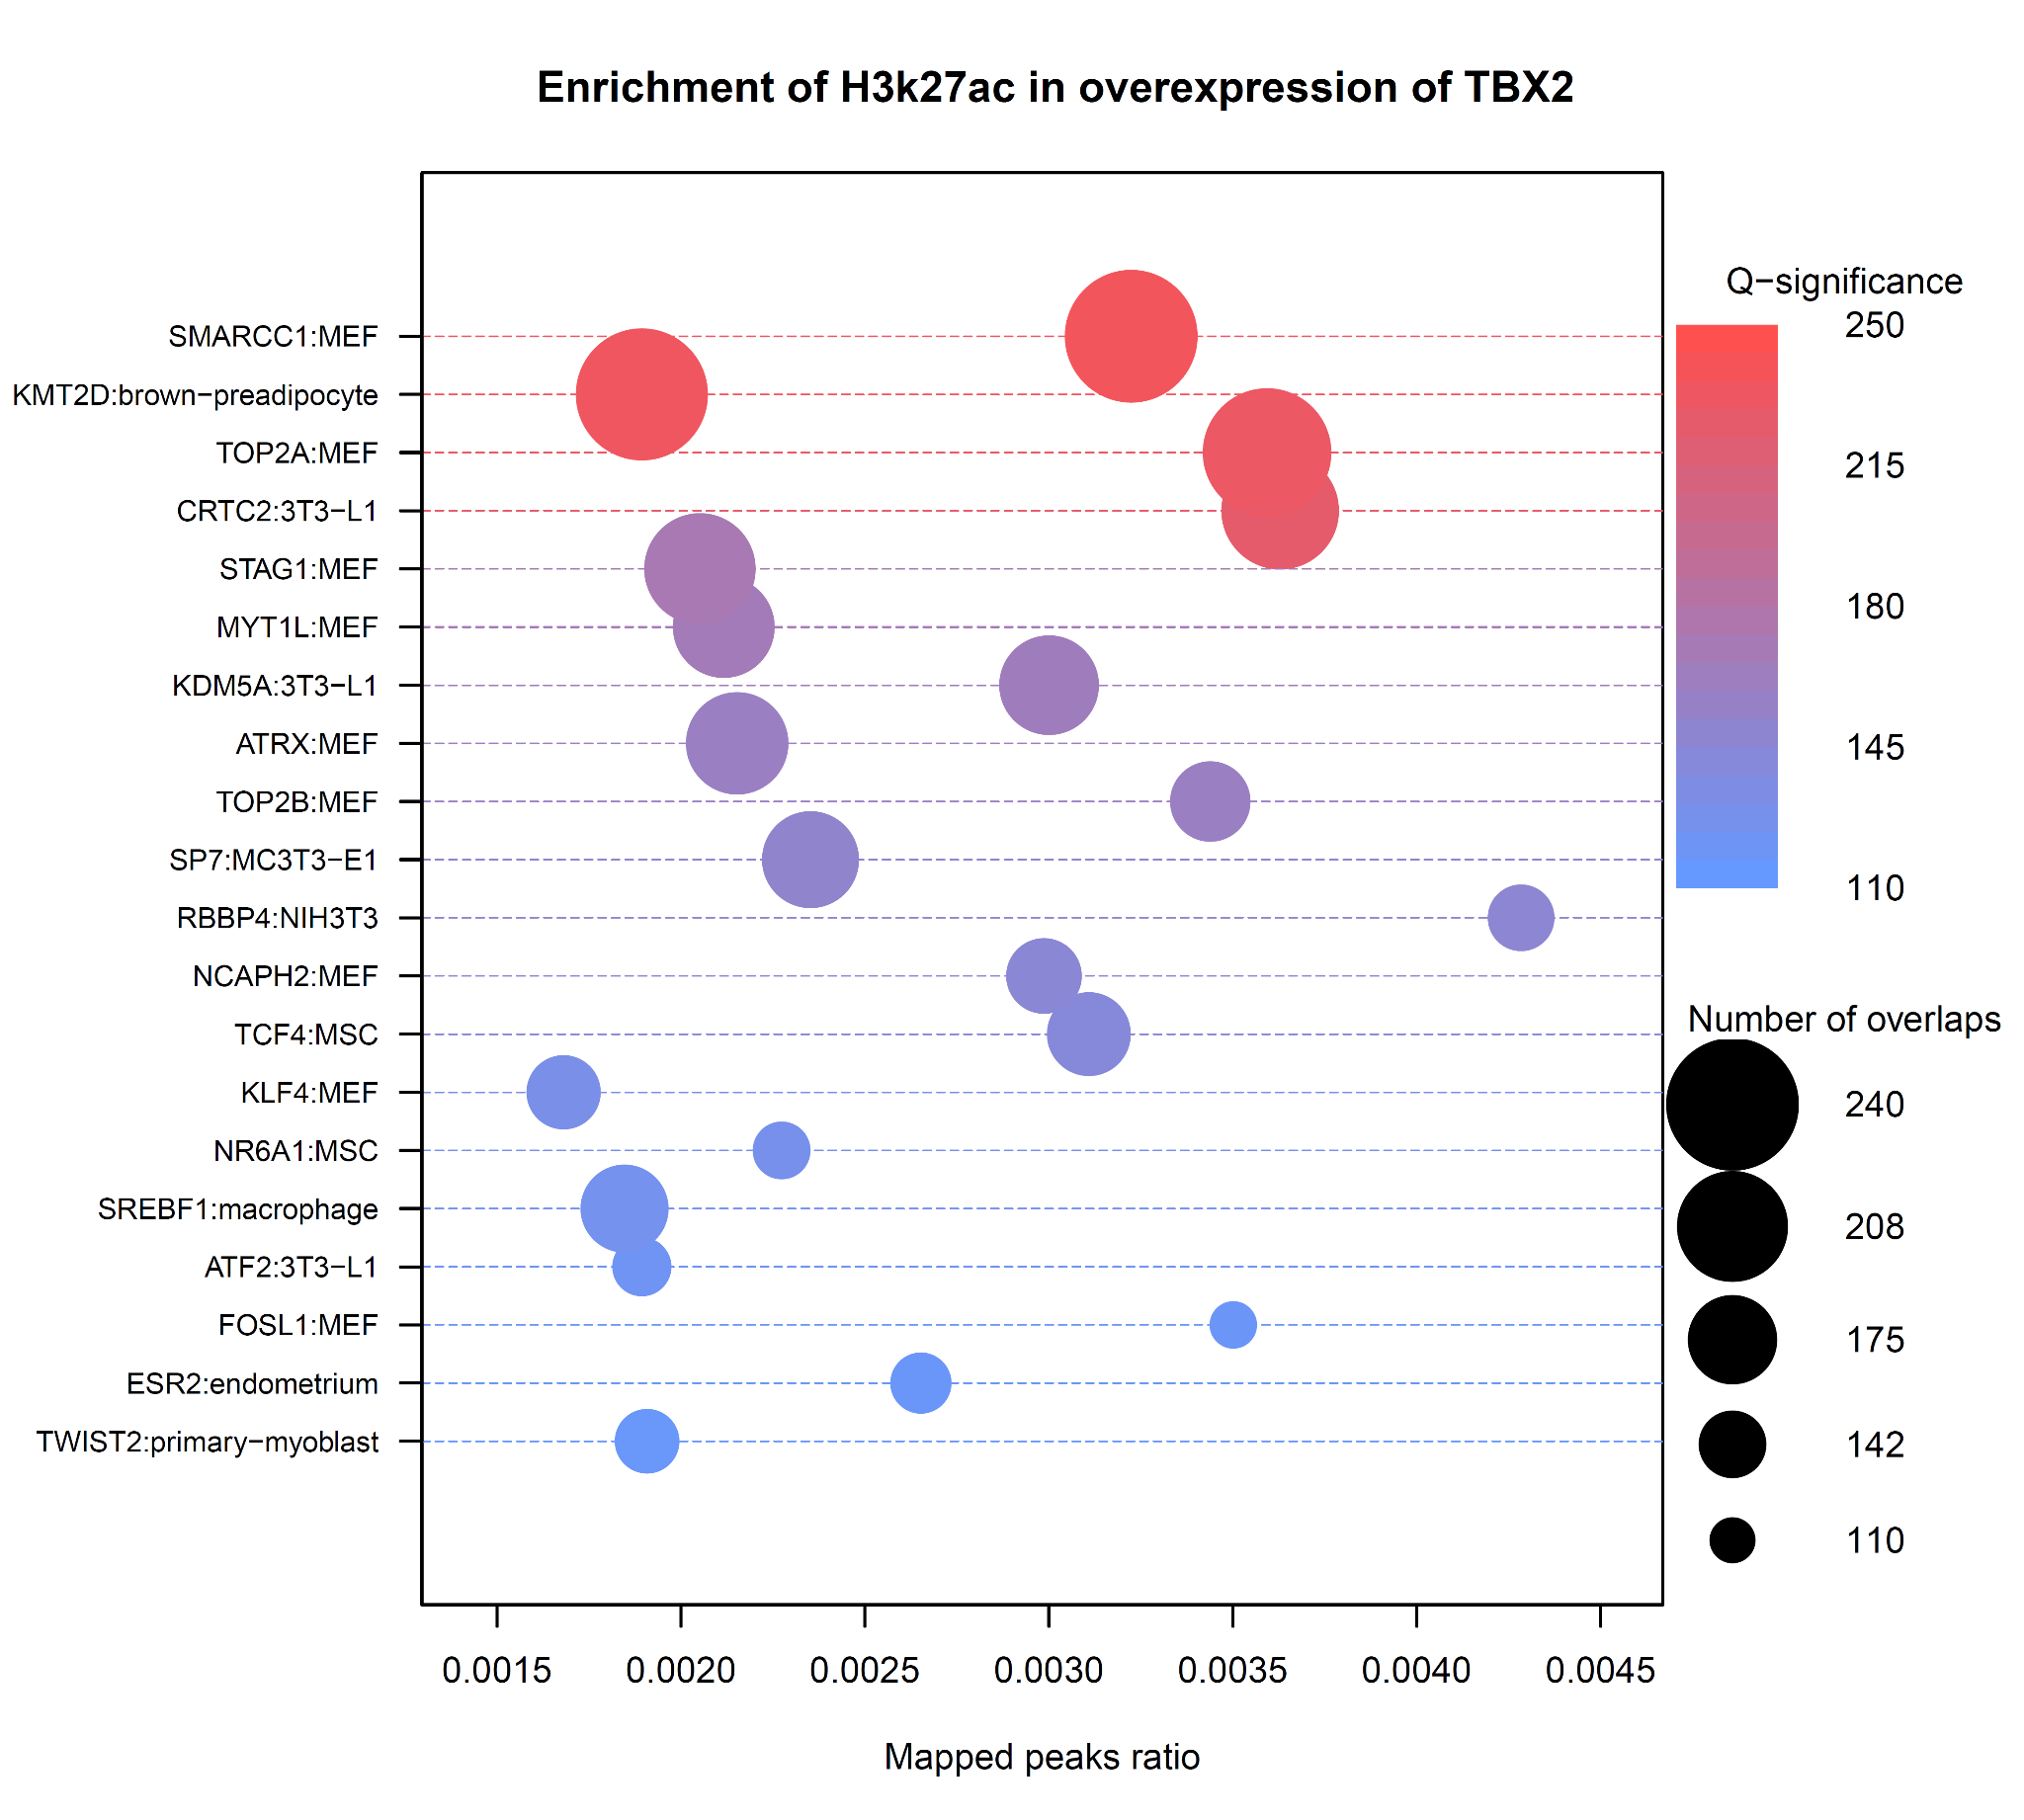 Enrichment of H3k27ac in overexpression of TBX2
SMARCC1:MEF
KMT2D:brown−preadipocyte
TOP2A:MEF
CRTC2:3T3−L1
STAG1:MEF
MYT1L:MEF
KDM5A:3T3−L1
ATRX:MEF
TOP2B:MEF
SP7:MC3T3−E1
RBBP4:NIH3T3
NCAPH2:MEF
TCF4:MSC
KLF4:MEF
NR6A1:MSC
SREBF1:macrophage
ATF2:3T3−L1
FOSL1:MEF
ESR2:endometrium
TWIST2:primary−myoblast
0.0015 0.0020 0.0025 0.0030 0.0035 0.0040 0.0045
Mapped peaks ratio
Q−significance
250
215
180
145
110
Number of overlaps
240
208
175
142
110